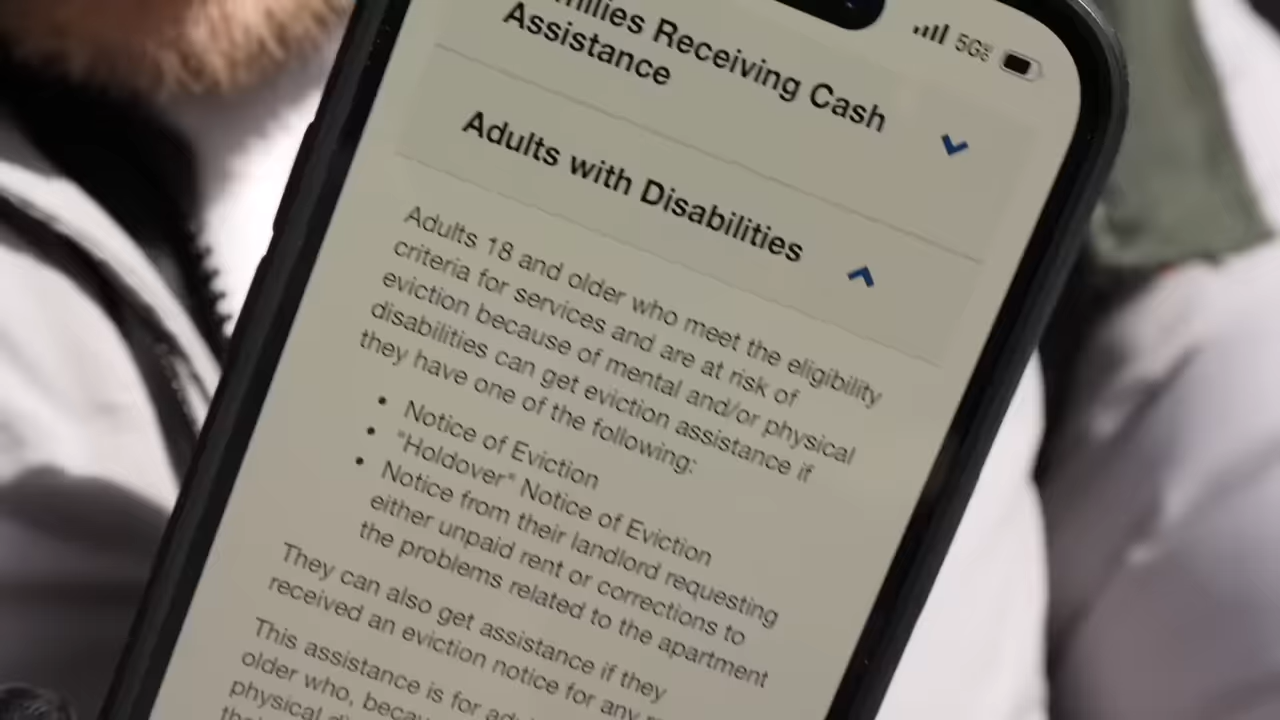 Receiving Cash
Assistance
5G
Adults with Disabilities
Adults 18 and older who meet the eligibility
criteria for services and are at risk of
eviction because of mental and/or physical
disabilities can get eviction assistance if
they have one of the following:
• Notice of Eviction
• "Holdover" Notice of Eviction
• Notice from their landlord requesting
either unpaid rent or corrections to
the problems related to the apartment
They can also get assistance if they
received an eviction notice for any
This assistance is for
older who,
physical